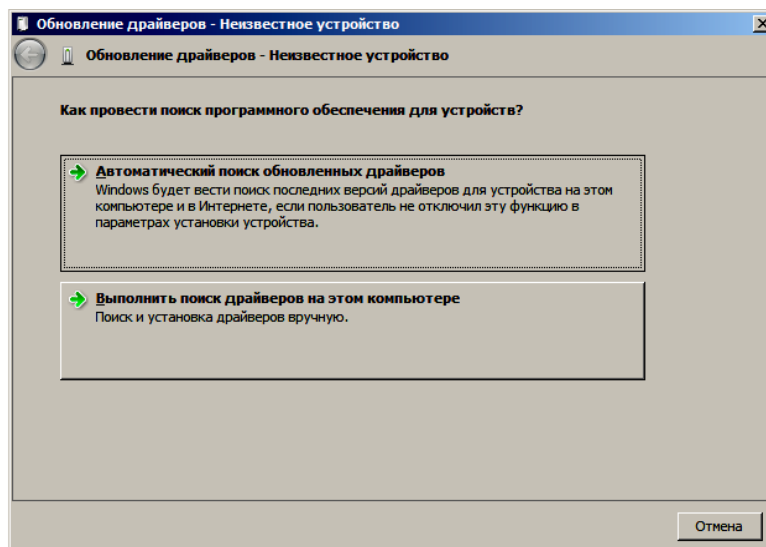 Обновление драйверов - Неизвестное устройство
Обновление драйверов - Неизвестное устройство
Как провести поиск программного обеспечения для устройств?
Автоматический поиск обновленных драйверов
Windows будет вести поиск последних версий драйверов для устройства на этом
компьютере и в Интернете, если пользователь не отключил эту функцию в
параметрах установки устройства.
Выполнить поиск драйверов на этом компьютере
Поиск и установка драйверов вручную.
Отмена